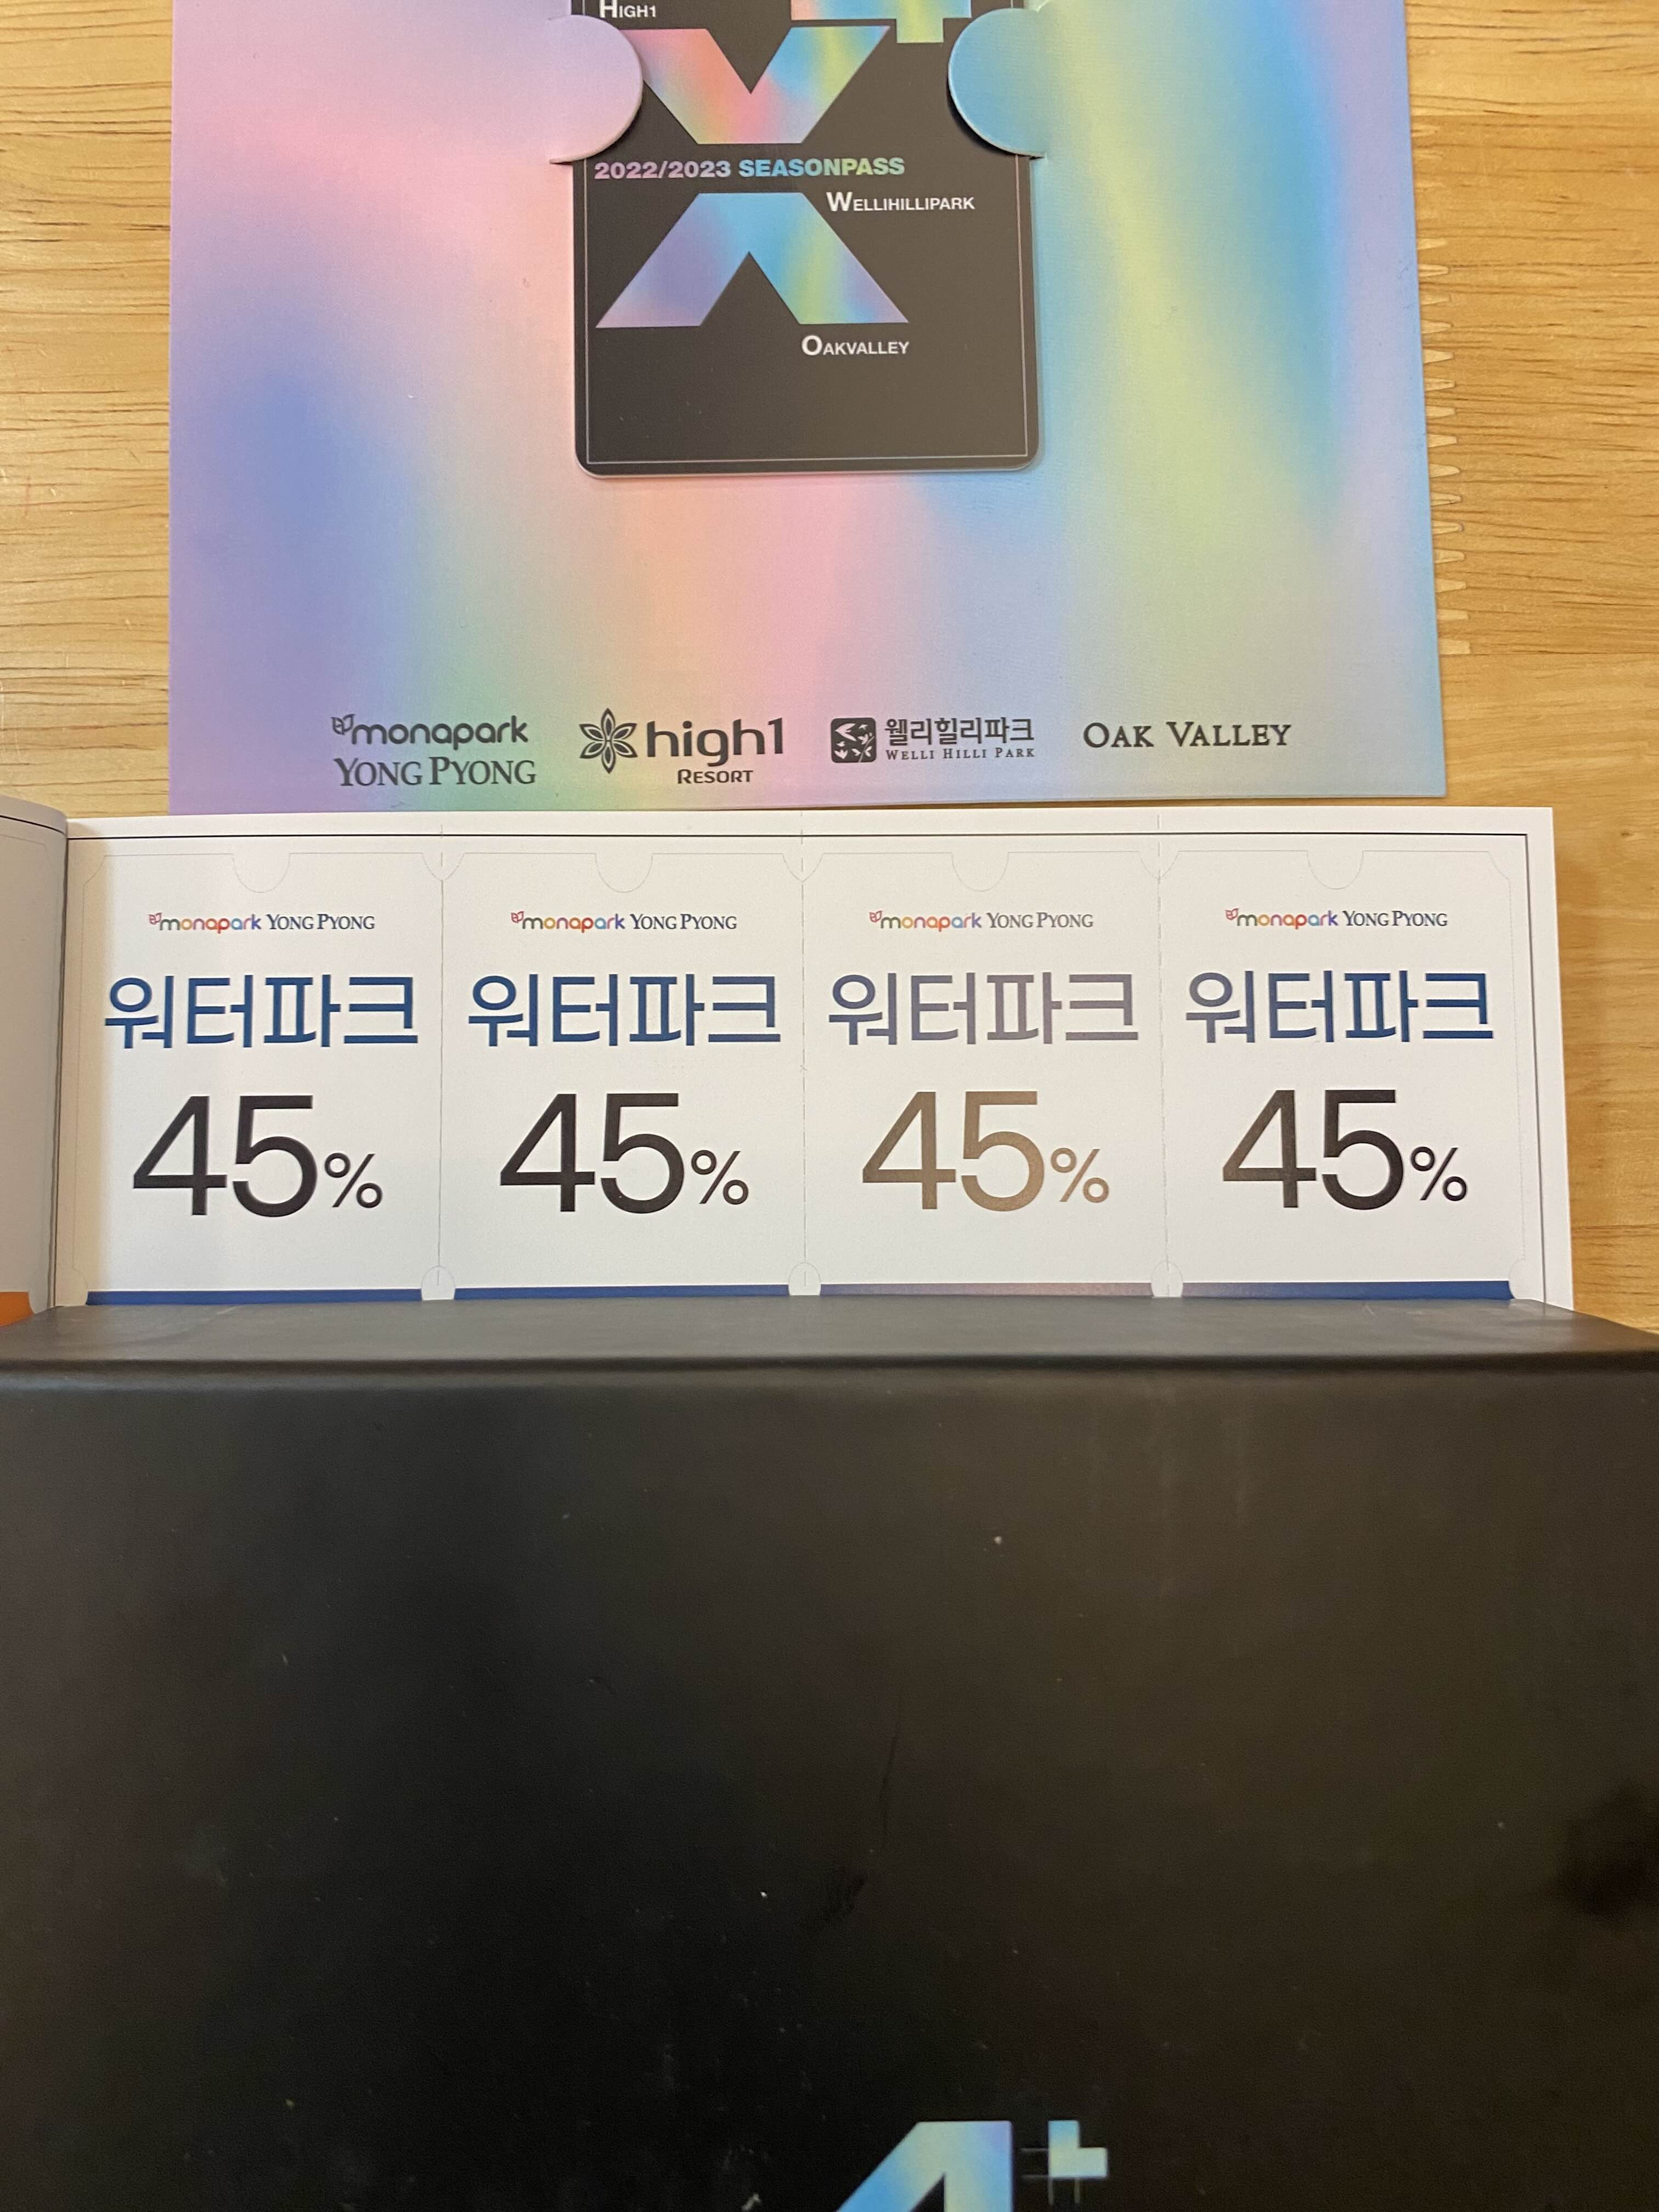 HIGH1
2022/2023 SEASONPASS
WELLIHILLIPARK
OAKVALLEY
monapark
YONG PYONG
high1
RESORT
웰리힐리파크
WELLI HILLI PARK
OAK VALLEY
monapark YONG PYONG
워터파크
45%
monapark YONG PYONG
워터파크
45%
monapark YONG PYONG
워터파크
45%
monapark YONG PYONG
워터파크
45%
4+